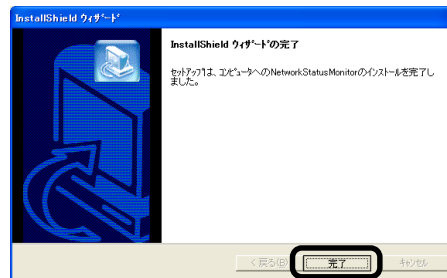 InstallShield ウィザード
InstallShield ウィザードの完了
セットアップは、コンピュータへのNetworkStatusMonitorのインストールを完了し
ました。
< 戻る(B)
完了
キャンセル